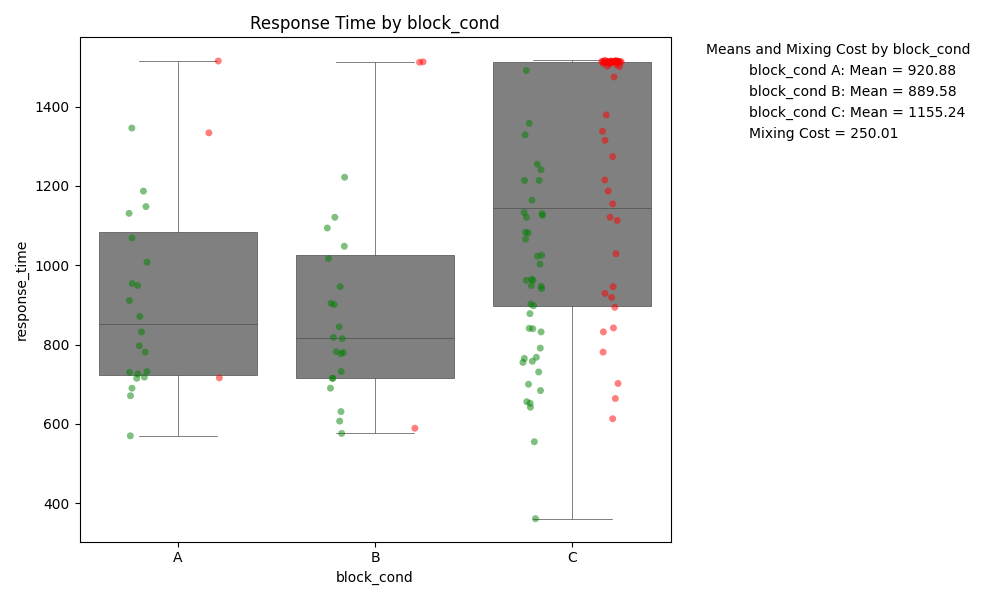 Response Time by block_cond
Means and Mixing Cost by block_cond
block_cond A: Mean = 920.88
block_cond B: Mean = 889.58
block_cond C: Mean = 1155.24
Mixing Cost = 250.01
response_time
1400
1200
1000
800
600
400
A
B
C
block_cond